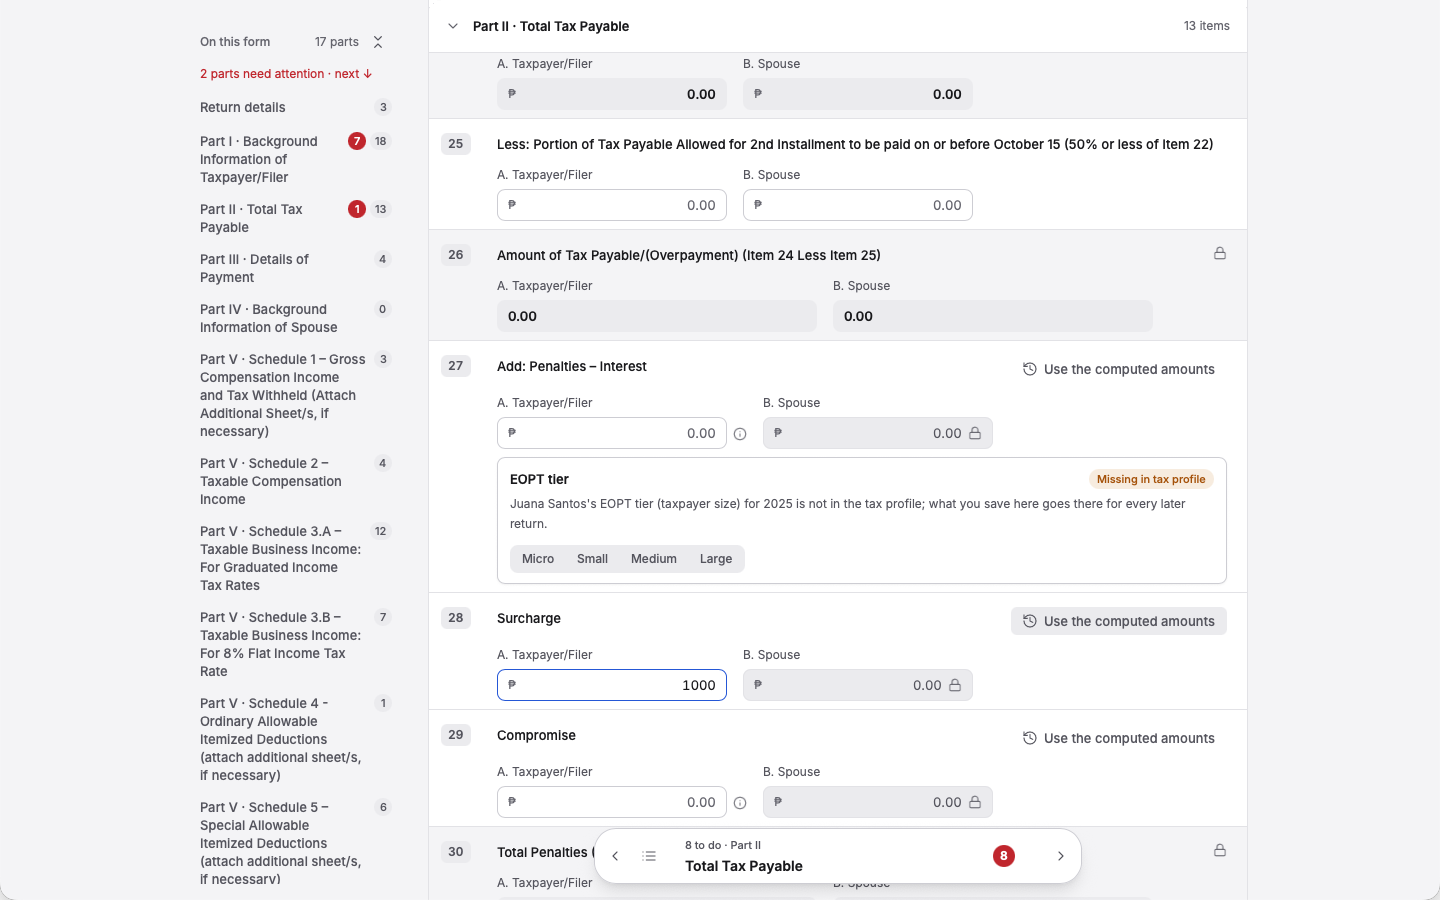 On this form
17 parts
2 parts need attention · next ↓
Return details
3
Part I · Background
Information of
Taxpayer/Filer
7
18
Part II · Total Tax
Payable
1
13
Part III · Details of
Payment
4
Part IV · Background
Information of Spouse
0
Part V · Schedule 1 – Gross
Compensation Income
and Tax Withheld (Attach
Additional Sheet/s, if
necessary)
3
Part V · Schedule 2 –
Taxable Compensation
Income
4
Part V · Schedule 3.A –
Taxable Business Income:
For Graduated Income
Tax Rates
12
Part V · Schedule 3.B –
Taxable Business Income:
For 8% Flat Income Tax
Rate
7
Part V · Schedule 4 -
Ordinary Allowable
Itemized Deductions
(attach additional sheet/s,
if necessary)
1
Part V · Schedule 5 –
Special Allowable
Itemized Deductions
(attach additional sheet/s,
if necessary)
6
Part II · Total Tax Payable
13 items
A. Taxpayer/Filer
B. Spouse
₱ 0.00
₱ 0.00
25
Less: Portion of Tax Payable Allowed for 2nd Installment to be paid on or before October 15 (50% or less of Item 22)
A. Taxpayer/Filer
B. Spouse
₱ 0.00
₱ 0.00
26
Amount of Tax Payable/(Overpayment) (Item 24 Less Item 25)
A. Taxpayer/Filer
B. Spouse
0.00
0.00
27
Add: Penalties – Interest
Use the computed amounts
A. Taxpayer/Filer
B. Spouse
₱ 0.00
₱ 0.00
EOPT tier
Missing in tax profile
Juana Santos's EOPT tier (taxpayer size) for 2025 is not in the tax profile; what you save here goes there for every later
return.
Micro
Small
Medium
Large
28
Surcharge
Use the computed amounts
A. Taxpayer/Filer
B. Spouse
₱ 1000
₱ 0.00
29
Compromise
Use the computed amounts
A. Taxpayer/Filer
B. Spouse
₱ 0.00
₱ 0.00
30
Total Penalties (
A. Taxpayer/Filer
B. Spouse
8 to do · Part II
Total Tax Payable
8